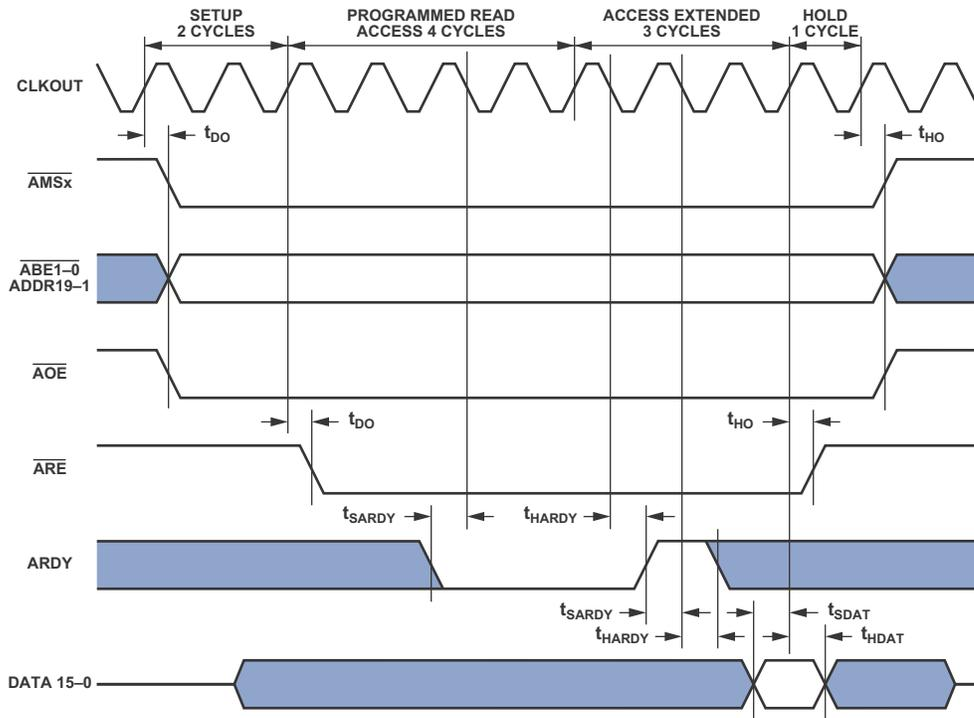 SETUP
2 CYCLES
PROGRAMMED READ
ACCESS 4 CYCLES
ACCESS EXTENDED
3 CYCLES
HOLD
1 CYCLE
CLKOUT
tDO
tHO
AMSx
ABE1–0
ADDR19–1
AOE
tDO
tHO
ARE
tSARDY
tHARDY
ARDY
tSARDY
tSDAT
tHARDY
tHDAT
DATA 15–0